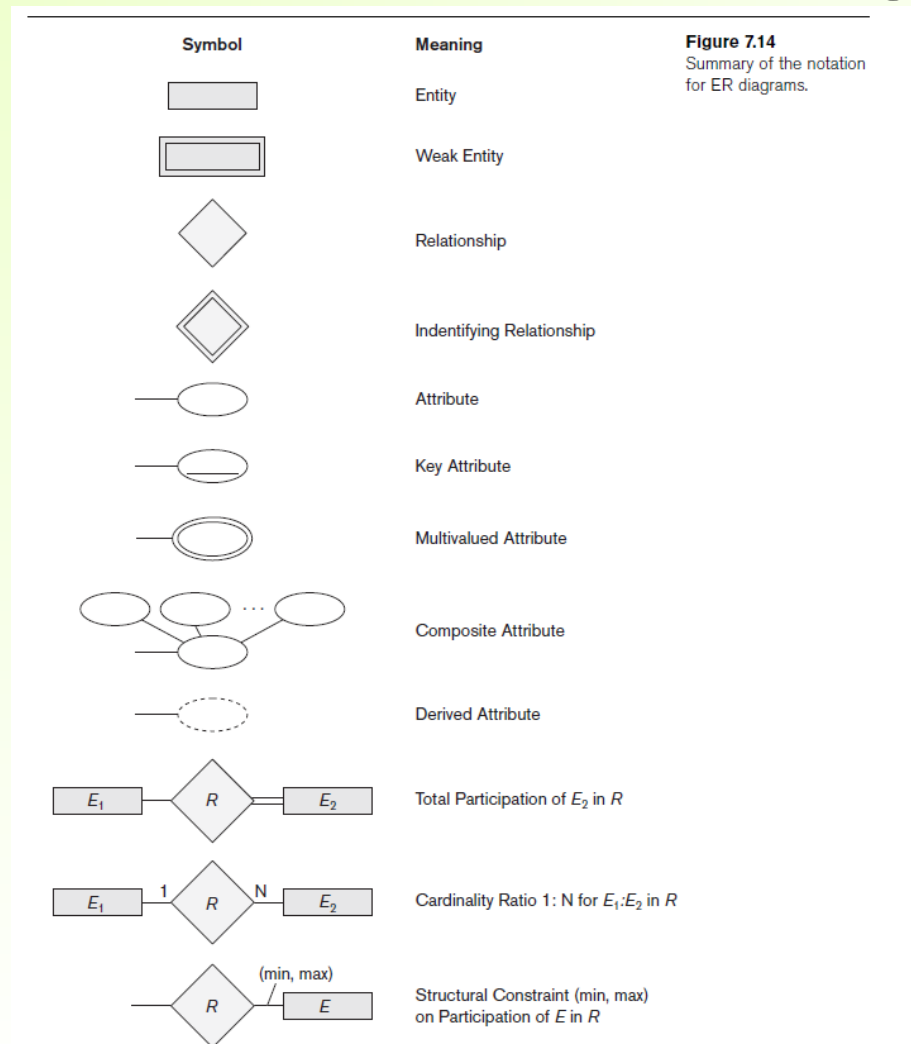 Symbol Meaning Figure 7.14
Summary of the notation
for ER diagrams.
Entity
Weak Entity
Relationship
Indentifying Relationship
Attribute
Key Attribute
Multivalued Attribute
. . .
Composite Attribute
Derived Attribute
E₁ R E₂ Total Participation of E₂ in R
E₁ 1 R N E₂ Cardinality Ratio 1: N for E₁:E₂ in R
(min, max)
R E Structural Constraint (min, max)
on Participation of E in R